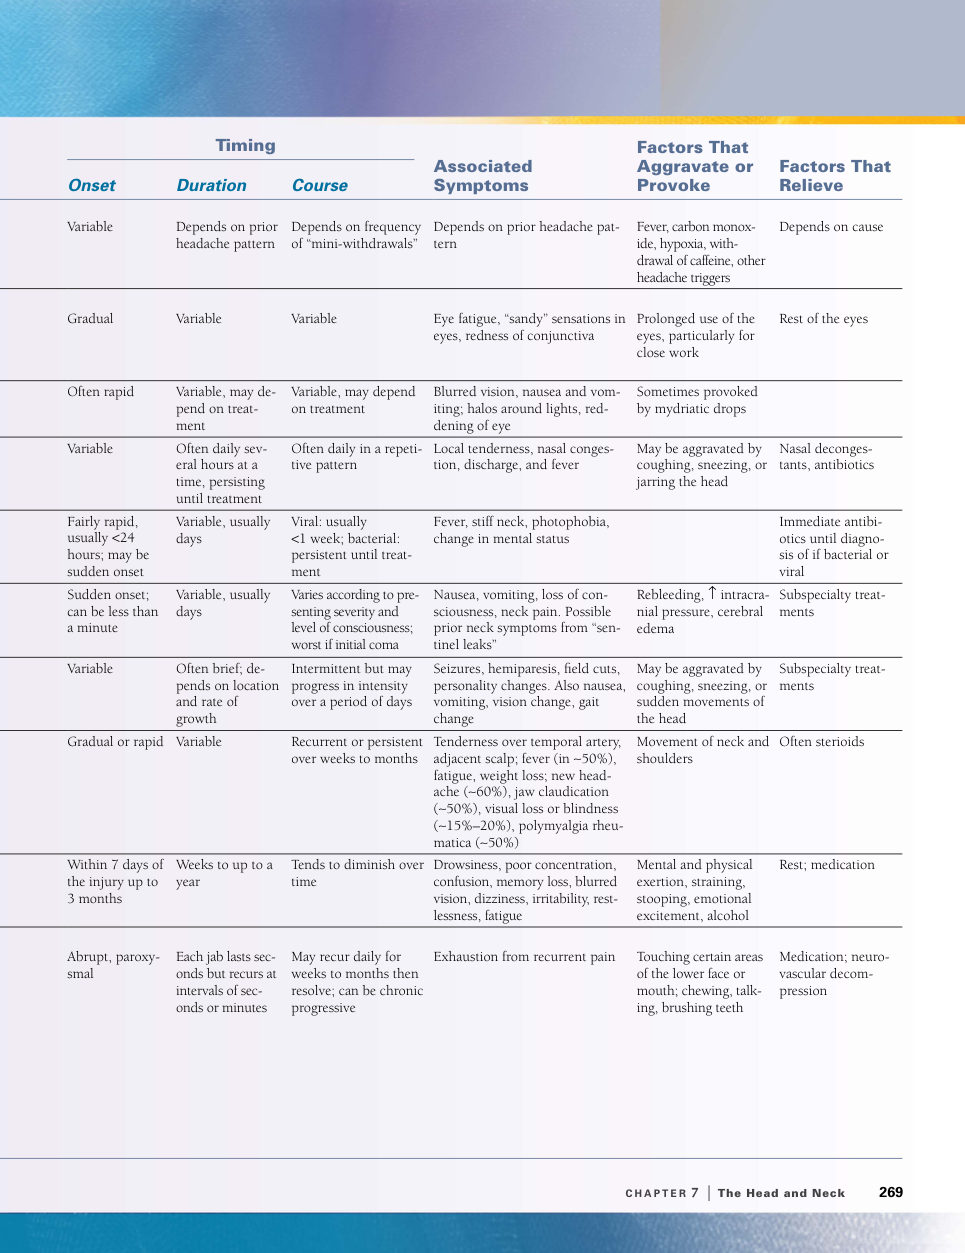 Timing
Onset
Duration
Course
Associated
Symptoms
Factors That
Aggravate or
Provoke
Factors That
Relieve
Variable
Depends on prior
headache pattern
Depends on frequency
of “mini-withdrawals”
Depends on prior headache pat-
tern
Fever, carbon monox-
ide, hypoxia, with-
drawal of caffeine, other
headache triggers
Depends on cause
Gradual
Variable
Variable
Eye fatigue, “sandy” sensations in
eyes, redness of conjunctiva
Prolonged use of the
eyes, particularly for
close work
Rest of the eyes
Often rapid
Variable, may de-
pend on treat-
ment
Variable, may depend
on treatment
Blurred vision, nausea and vom-
iting; halos around lights, red-
dening of eye
Sometimes provoked
by mydriatic drops
Variable
Often daily sev-
eral hours at a
time, persisting
until treatment
Often daily in a repeti-
tive pattern
Local tenderness, nasal conges-
tion, discharge, and fever
May be aggravated by
coughing, sneezing, or
jarring the head
Nasal deconges-
tants, antibiotics
Fairly rapid,
usually <24
hours; may be
sudden onset
Variable, usually
days
Viral: usually
<1 week; bacterial:
persistent until treat-
ment
Fever, stiff neck, photophobia,
change in mental status
Immediate antibi-
otics until diagno-
sis of if bacterial or
viral
Sudden onset;
can be less than
a minute
Variable, usually
days
Varies according to pre-
senting severity and
level of consciousness;
worst if initial coma
Nausea, vomiting, loss of con-
sciousness, neck pain. Possible
prior neck symptoms from “sen-
tinel leaks”
Rebleeding, ↑ intracra-
nial pressure, cerebral
edema
Subspecialty treat-
ments
Variable
Often brief; de-
pends on location
and rate of
growth
Intermittent but may
progress in intensity
over a period of days
Seizures, hemiparesis, field cuts,
personality changes. Also nausea,
vomiting, vision change, gait
change
May be aggravated by
coughing, sneezing, or
sudden movements of
the head
Subspecialty treat-
ments
Gradual or rapid
Variable
Recurrent or persistent
over weeks to months
Tenderness over temporal artery,
adjacent scalp; fever (in ~50%),
fatigue, weight loss; new head-
ache (~60%), jaw claudication
(~50%), visual loss or blindness
(~15%–20%), polymyalgia rheu-
matica (~50%)
Movement of neck and
shoulders
Often sterioids
Within 7 days of
the injury up to
3 months
Weeks to up to a
year
Tends to diminish over
time
Drowsiness, poor concentration,
confusion, memory loss, blurred
vision, dizziness, irritability, rest-
lessness, fatigue
Mental and physical
exertion, straining,
stooping, emotional
excitement, alcohol
Rest; medication
Abrupt, paroxy-
smal
Each jab lasts sec-
onds but recurs at
intervals of sec-
onds or minutes
May recur daily for
weeks to months then
resolve; can be chronic
progressive
Exhaustion from recurrent pain
Touching certain areas
of the lower face or
mouth; chewing, talk-
ing, brushing teeth
Medication; neuro-
vascular decom-
pression
CHAPTER 7 | The Head and Neck 269